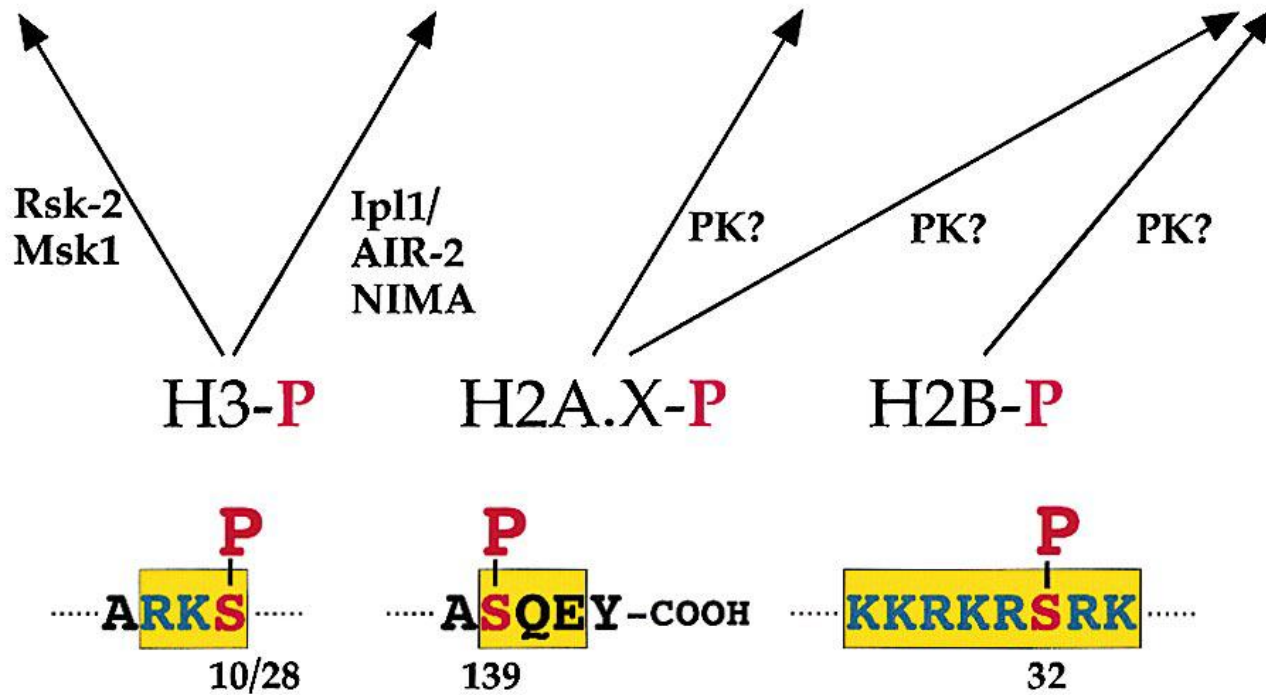 Rsk-2
Msk1
Ipl1/
AIR-2
NIMA
PK?
PK?
PK?
H3-P
H2A.X-P
H2B-P
P
P
P
......ARKS......
......ASQEY-COOH
......KKRKRSRK......
10/28
139
32